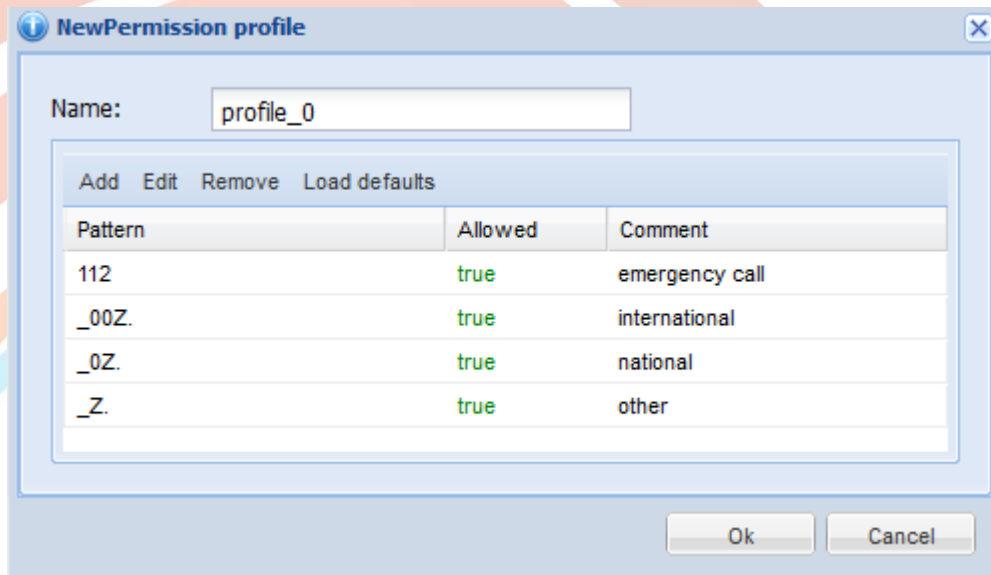 NewPermission profile
Name: profile_0
Add Edit Remove Load defaults
Pattern Allowed Comment
112 true emergency call
_00Z. true international
_0Z. true national
_Z. true other
Ok Cancel